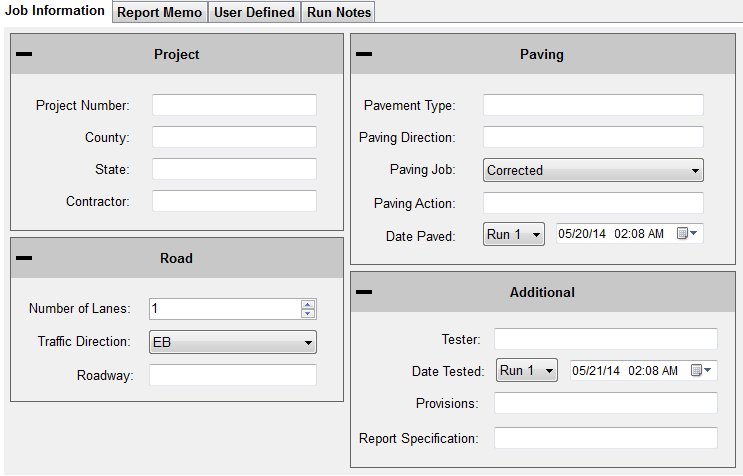 Job Information Report Memo User Defined Run Notes
Project
Project Number:
County:
State:
Contractor:
Road
Number of Lanes: 1
Traffic Direction: EB
Roadway:
Paving
Pavement Type:
Paving Direction:
Paving Job: Corrected
Paving Action:
Date Paved: Run 1 05/20/14 02:08 AM
Additional
Tester:
Date Tested: Run 1 05/21/14 02:08 AM
Provisions:
Report Specification: